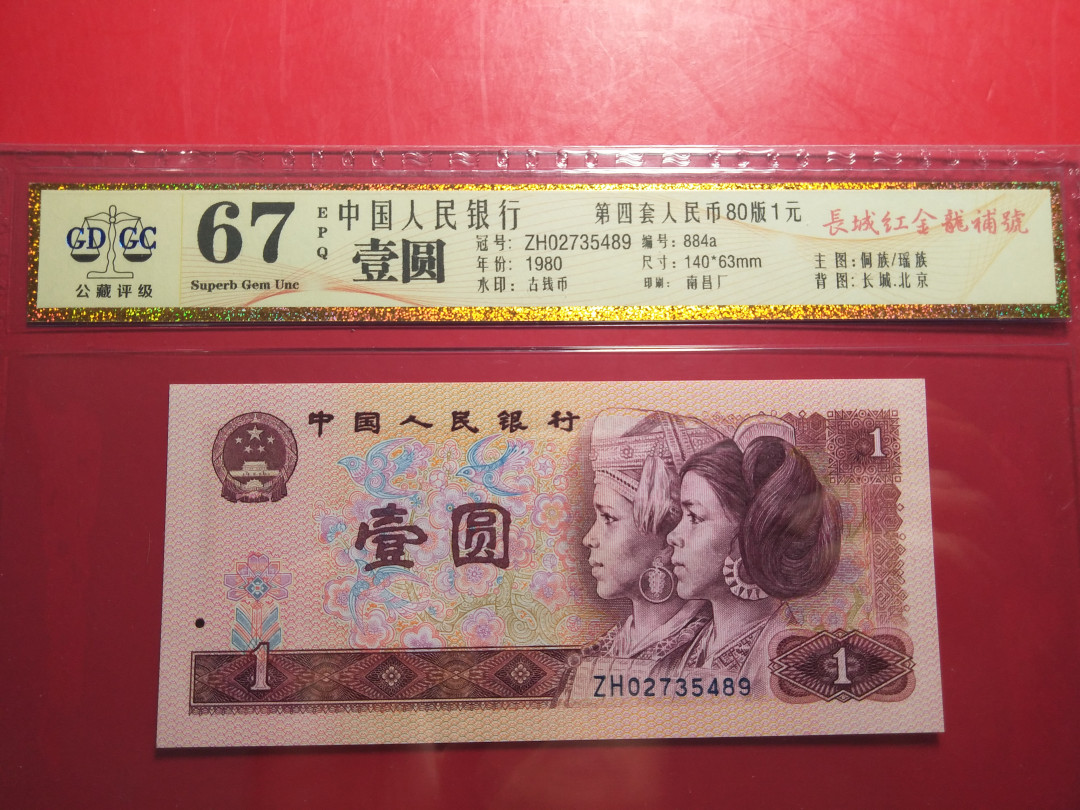 GD GC
公藏评级
67
EPQ
Superb Gem Unc
中国人民银行
壹圆
第四套人民币80版1元
冠号: ZH02735489 编号: 884a
年份: 1980 尺寸: 140*63mm
水印: 古钱币 印刷: 南昌厂
長城红金龍補號
主图: 侗族/瑶族
背图: 长城.北京
中国人民银行
1
壹圆
1
1
ZH02735489